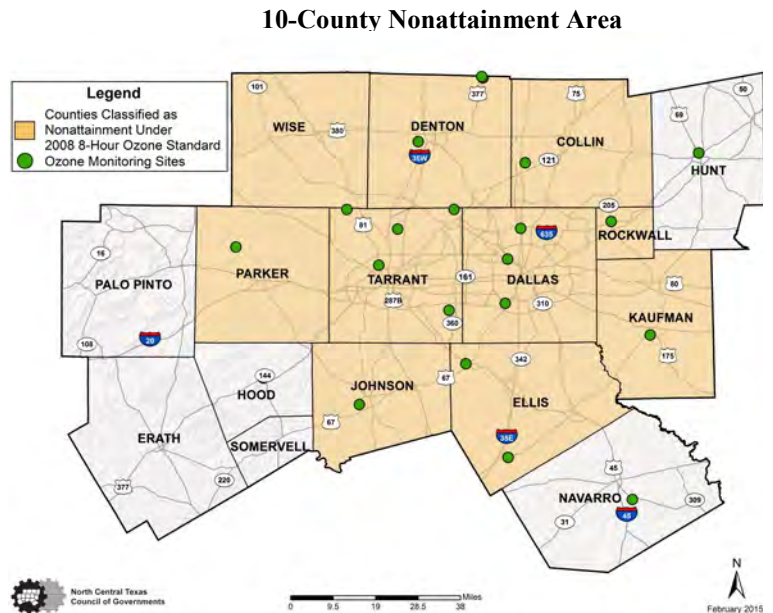 10-County Nonattainment Area
Legend
Counties Classified as
Nonattainment Under
2008 8-Hour Ozone Standard
Ozone Monitoring Sites
101
380
WISE
377
DENTON
35W
75
COLLIN
121
50
69
HUNT
205
ROCKWALL
16
PALO PINTO
20
108
PARKER
81
TARRANT
287B
161
360
635
DALLAS
310
80
KAUFMAN
175
144
HOOD
SOMERVELL
ERATH
377
220
67
JOHNSON
67
342
ELLIS
35E
45
NAVARRO
45
31
309
North Central Texas
Council of Governments
Miles
0 9.5 19 28.5 38
N
February 2015